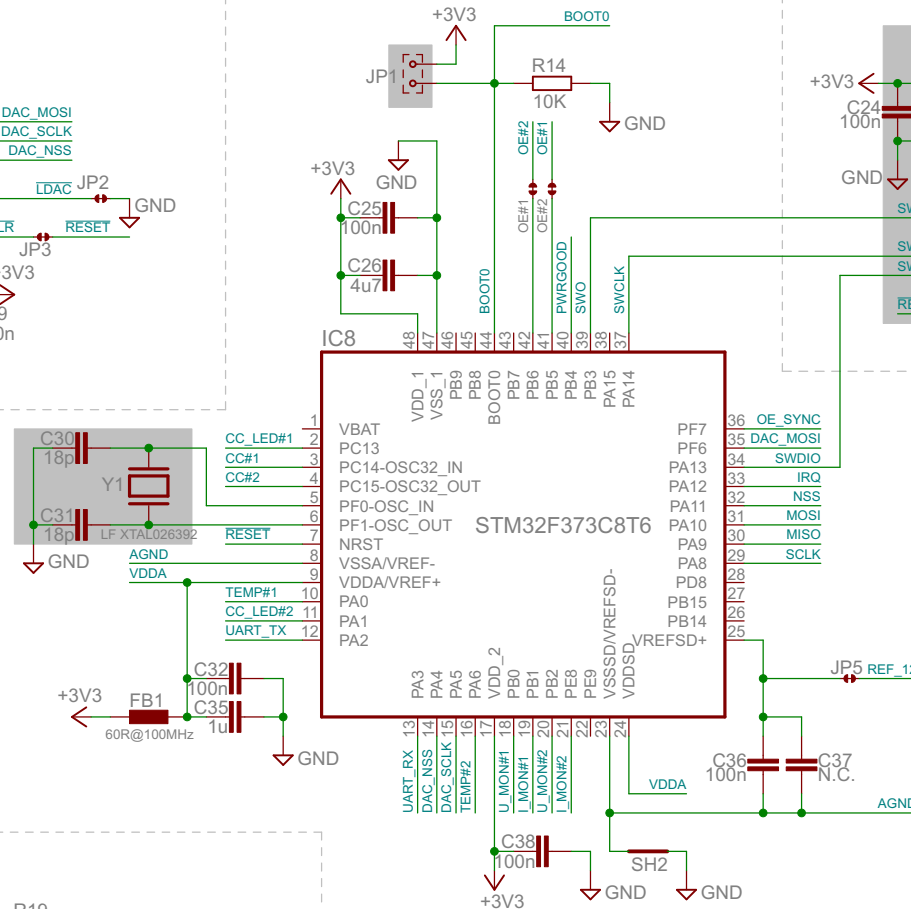 +3V3
BOOT0
JP1
R14
10K
GND
+3V3
C24
100n
GND
DAC_MOSI
DAC_SCLK
DAC_NSS
LDAC
JP2
GND
RESET
JP3
+3V3
OE#2
OE#1
OE#1
OE#2
+3V3
GND
C25
100n
C26
4u7
BOOT0
PWRGOOD
SWO
SWCLK
IC8
48
47
46
45
44
43
42
41
40
39
38
37
VDD_1
VSS_1
PB9
PB8
BOOT0
PB7
PB6
PB5
PB4
PB3
PA15
PA14
1 VBAT
CC_LED#1 2 PC13
CC#1 3 PC14-OSC32_IN
CC#2 4 PC15-OSC32_OUT
5 PF0-OSC_IN
6 PF1-OSC_OUT
RESET 7 NRST
AGND 8 VSSA/VREF-
VDDA 9 VDDA/VREF+
TEMP#1 10 PA0
CC_LED#2 11 PA1
UART_TX 12 PA2
STM32F373C8T6
PF7 36 OE_SYNC
PF6 35 DAC_MOSI
PA13 34 SWDIO
PA12 33 IRQ
PA11 32 NSS
PA10 31 MOSI
PA9 30 MISO
PA8 29 SCLK
PD8 28
PB15 27
PB14 26
VREFSD+ 25
C30
18p
Y1
C31
18p
LF XTAL026392
GND
PA3
PA4
PA5
PA6
VDD_2
PB0
PB1
PB2
PE8
PE9
VSSSD/VREFSD-
VDDSD
13
14
15
16
17
18
19
20
21
22
23
24
UART_RX
DAC_NSS
DAC_SCLK
TEMP#2
U_MON#1
I_MON#1
U_MON#2
I_MON#2
VDDA
C32
100n
+3V3
FB1
60R@100MHz
C35
1u
GND
JP5
C36
100n
C37
N.C.
AGND
C38
100n
+3V3
GND
SH2
GND